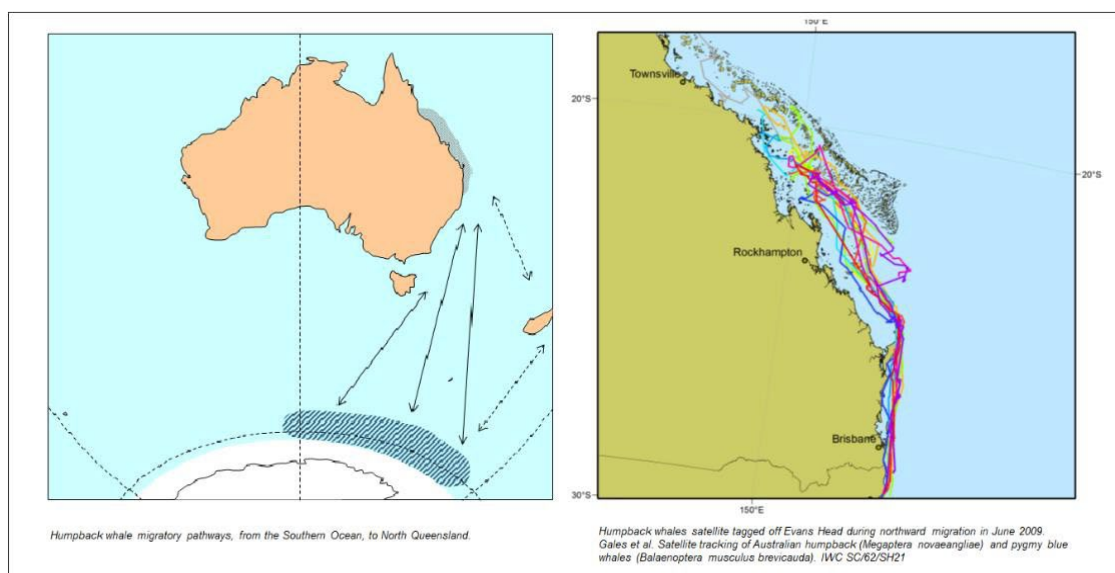 150°E
Townsville
20°S
20°S
Rockhampton
Brisbane
30°S
150°E
Humpback whale migratory pathways, from the Southern Ocean, to North Queensland.
Humpback whales satellite tagged off Evans Head during northward migration in June 2009.
Gales et al. Satellite tracking of Australian humpback (Megaptera novaeangliae) and pygmy blue
whales (Balaenoptera musculus brevicauda). IWC SC/62/SH21